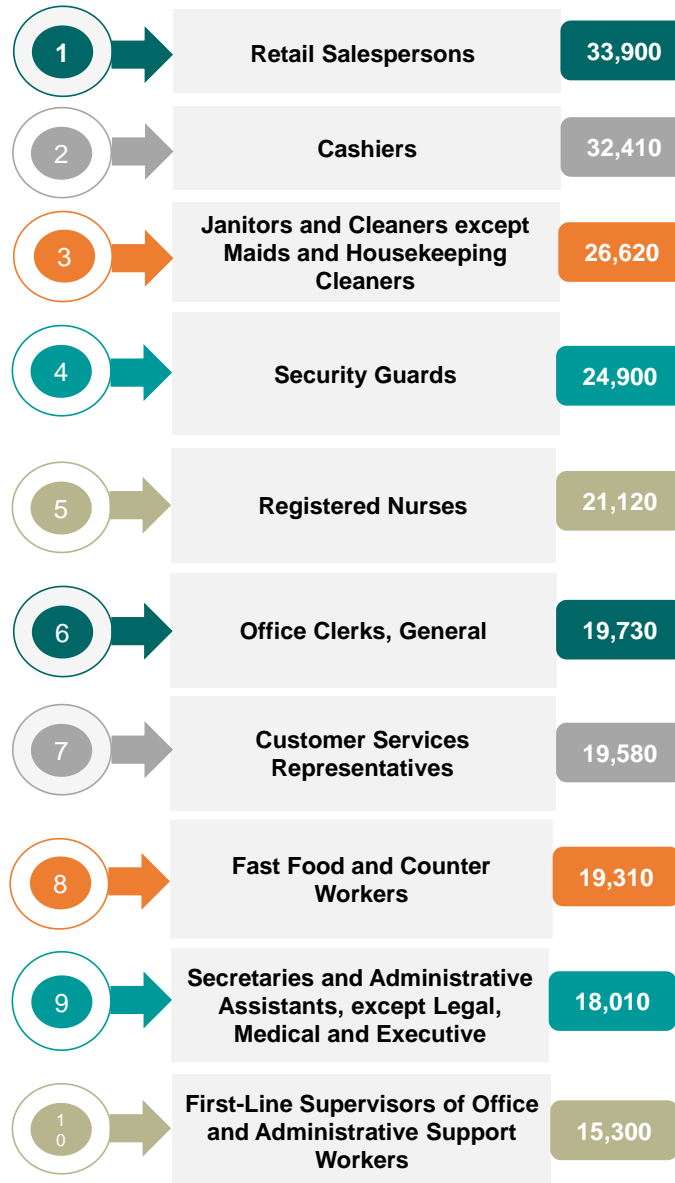 1
Retail Salespersons
33,900
2
Cashiers
32,410
3
Janitors and Cleaners except
Maids and Housekeeping
Cleaners
26,620
4
Security Guards
24,900
5
Registered Nurses
21,120
6
Office Clerks, General
19,730
7
Customer Services
Representatives
19,580
8
Fast Food and Counter
Workers
19,310
9
Secretaries and Administrative
Assistants, except Legal,
Medical and Executive
18,010
1
0
First-Line Supervisors of Office
and Administrative Support
Workers
15,300